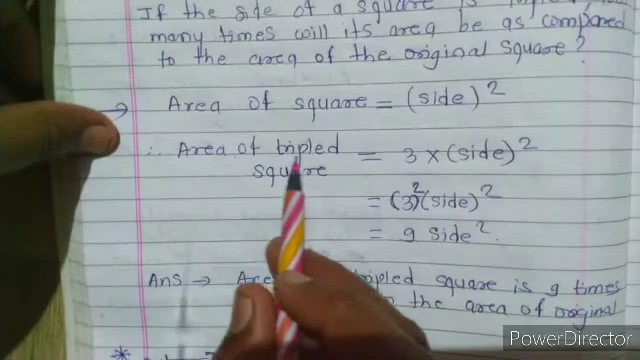 If the side of a square is
many times will its area be as compared
to the area of the original square?
→ Area of square = (side)²
∴ Area of tripled square = 3 × (side)²
= (3)² (side)²
= 9 side².
Ans → tripled square is 9 times
the area of original
PowerDirector